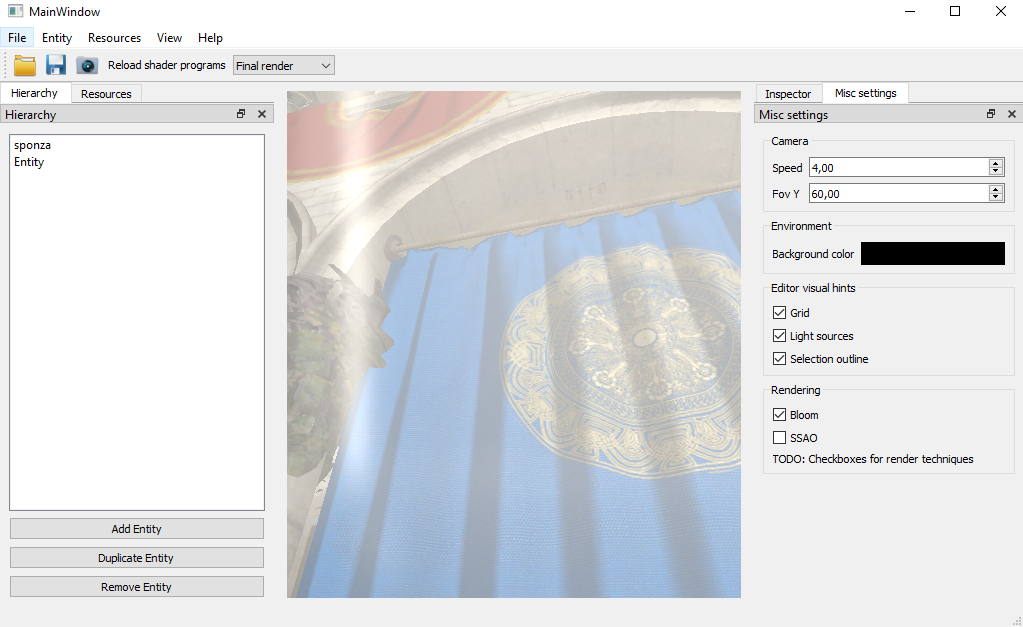 MainWindow
File Entity Resources View Help
Reload shader programs Final render
Hierarchy Resources
Hierarchy
sponza
Entity
Add Entity
Duplicate Entity
Remove Entity
Inspector Misc settings
Misc settings
Camera
Speed 4,00
Fov Y 60,00
Environment
Background color
Editor visual hints
Grid
Light sources
Selection outline
Rendering
Bloom
SSAO
TODO: Checkboxes for render techniques